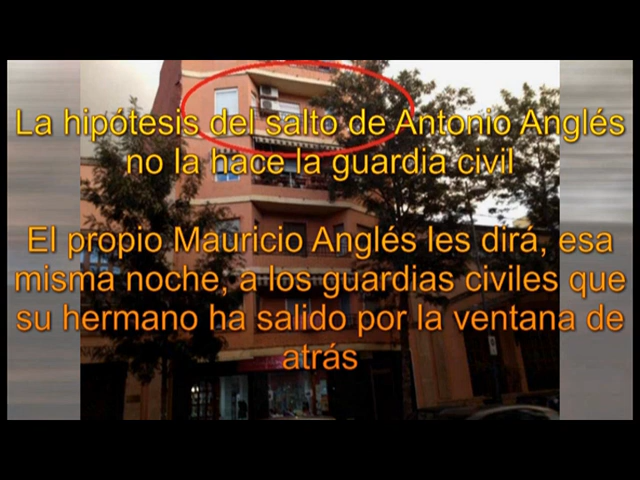 La hipótesis del salto de Antonio Anglés
no la hace la guardia civil
El propio Mauricio Anglés les dirá, esa
misma noche, a los guardias civiles que
su hermano ha salido por la ventana de
atrás